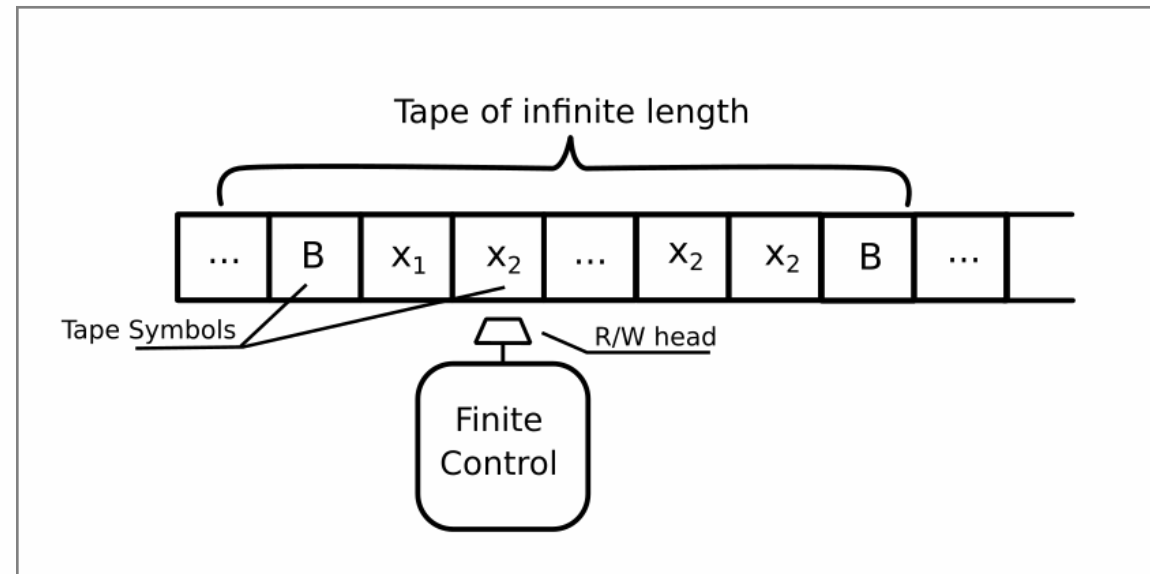 Tape of infinite length
... B x₁ x₂ ... x₂ x₂ B ...
Tape Symbols
R/W head
Finite
Control